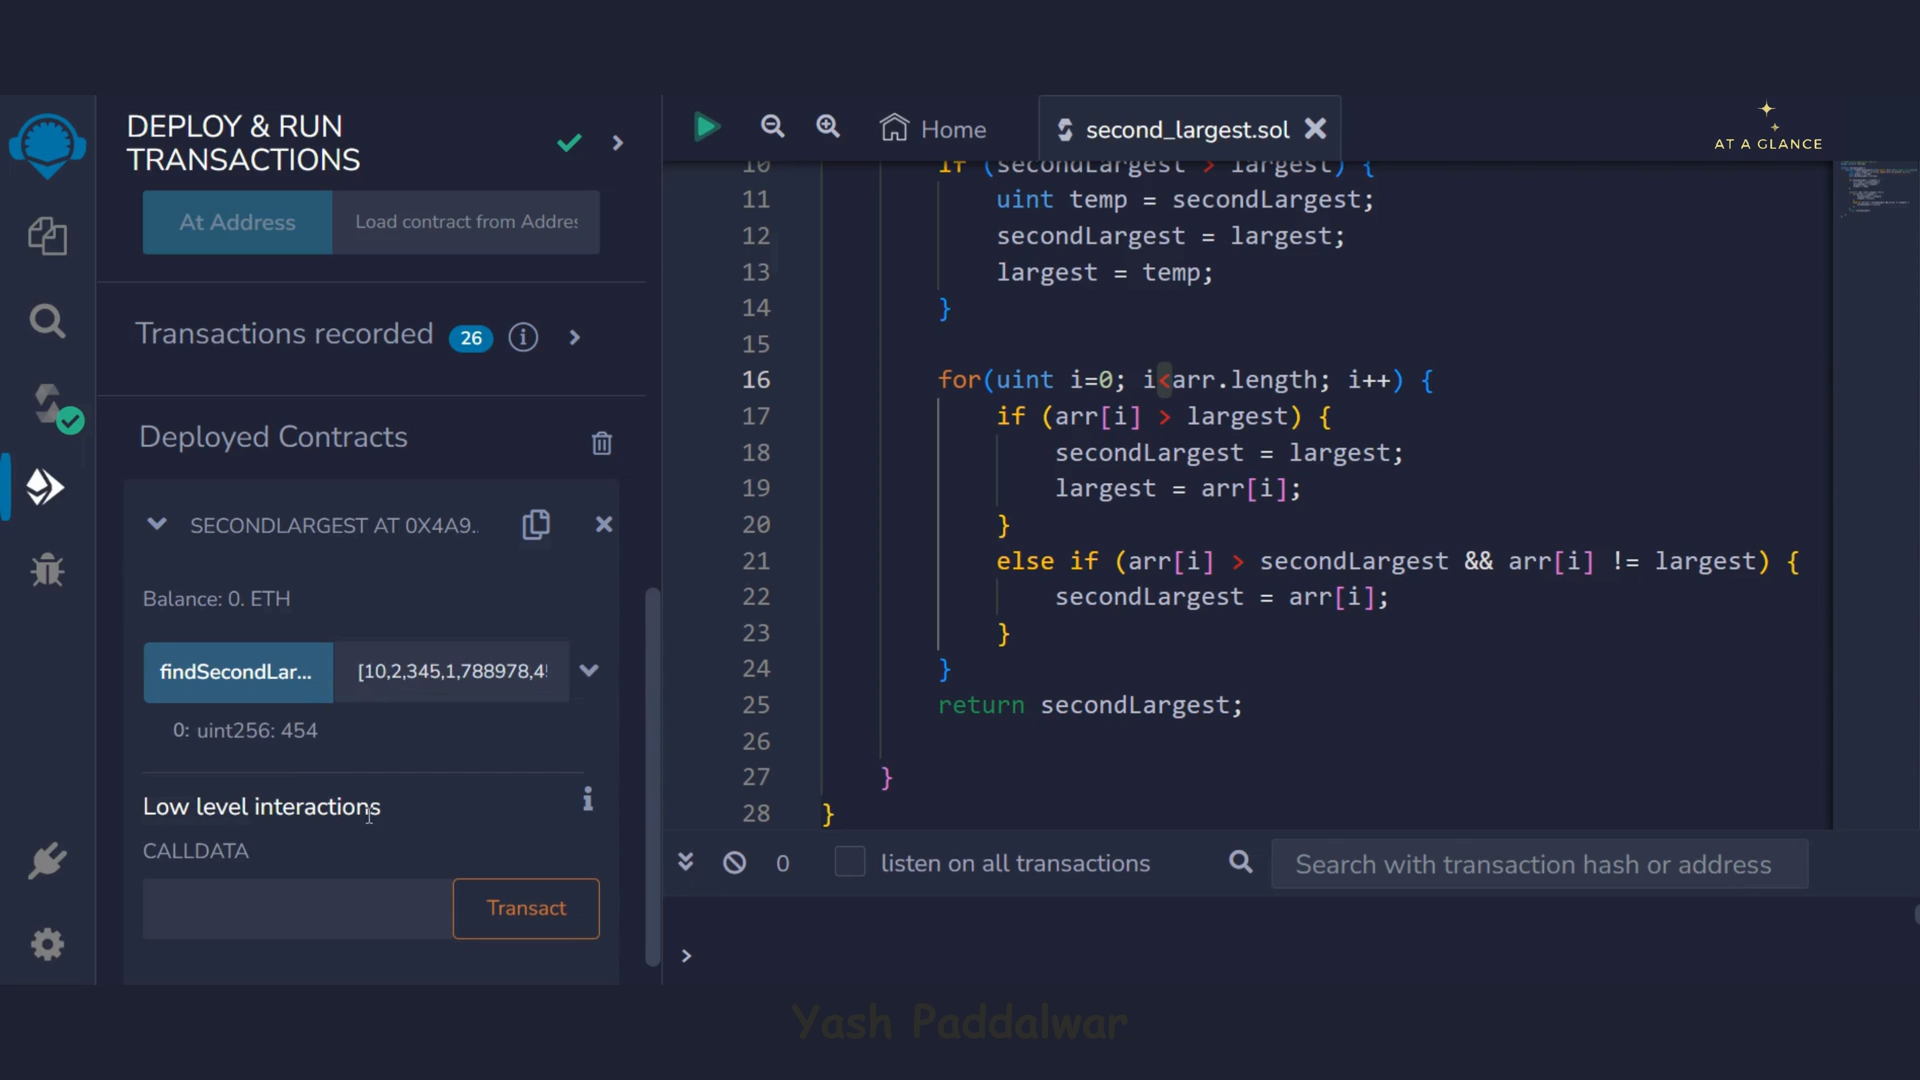 DEPLOY & RUN
TRANSACTIONS
At Address
Load contract from Addres
Transactions recorded 26
Deployed Contracts
SECONDLARGEST AT 0X4A9..
Balance: 0. ETH
findSecondLar...
[10,2,345,1,788978,4
0: uint256: 454
Low level interactions
CALLDATA
Transact
Home
second_largest.sol
AT A GLANCE
10 if (secondLargest > largest) {
11 uint temp = secondLargest;
12 secondLargest = largest;
13 largest = temp;
14 }
15
16 for(uint i=0; i<arr.length; i++) {
17 if (arr[i] > largest) {
18 secondLargest = largest;
19 largest = arr[i];
20 }
21 else if (arr[i] > secondLargest && arr[i] != largest) {
22 secondLargest = arr[i];
23 }
24 }
25 return secondLargest;
26
27 }
28 }
0
listen on all transactions
Search with transaction hash or address
>
Yash Paddalwar